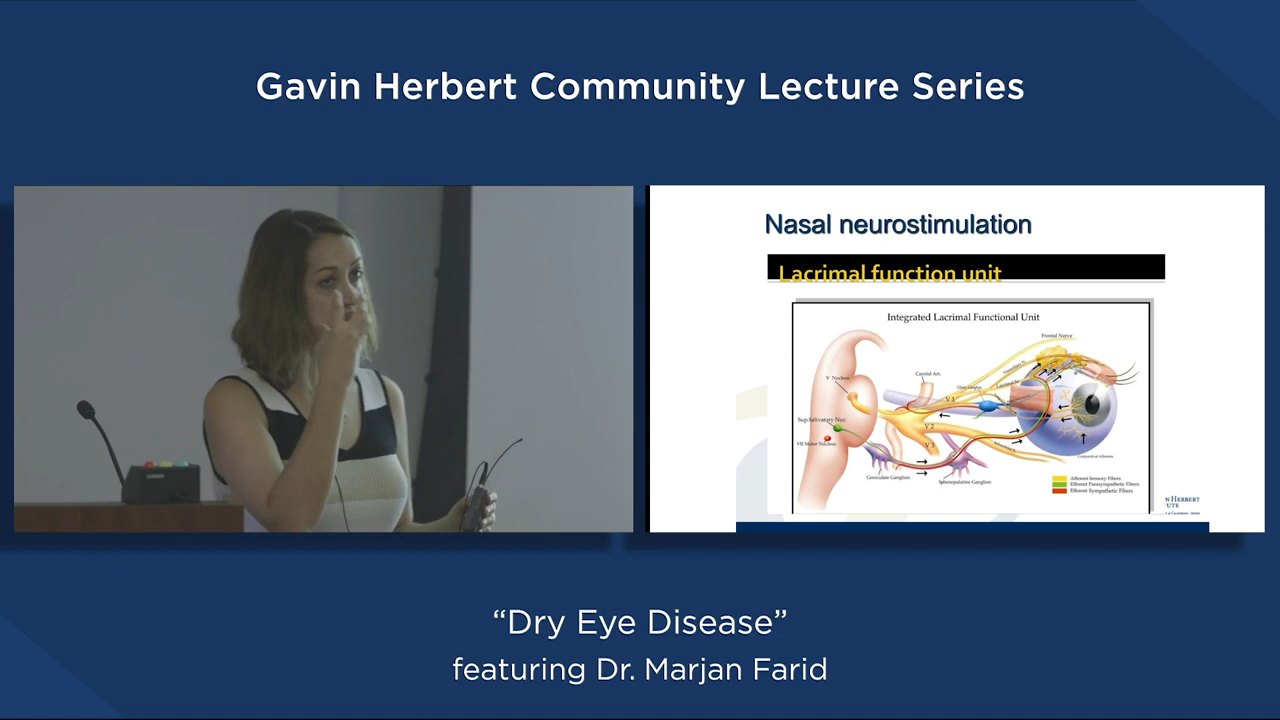 Gavin Herbert Community Lecture Series
Nasal neurostimulation
Lacrimal function unit
Integrated Lacrimal Functional Unit
Frontal Nerve
V Nucleus
Carotid Art.
V 1
Sup. Salivatory Nuc.
V 2
VII Motor Nucleus
V 3
Geniculate Ganglion
Sphenopalatine Ganglion
Afferent Sensory Fibers
Efferent Parasympathetic Fibers
Efferent Sympathetic Fibers
N HERBERT
UTE
“Dry Eye Disease”
featuring Dr. Marjan Farid